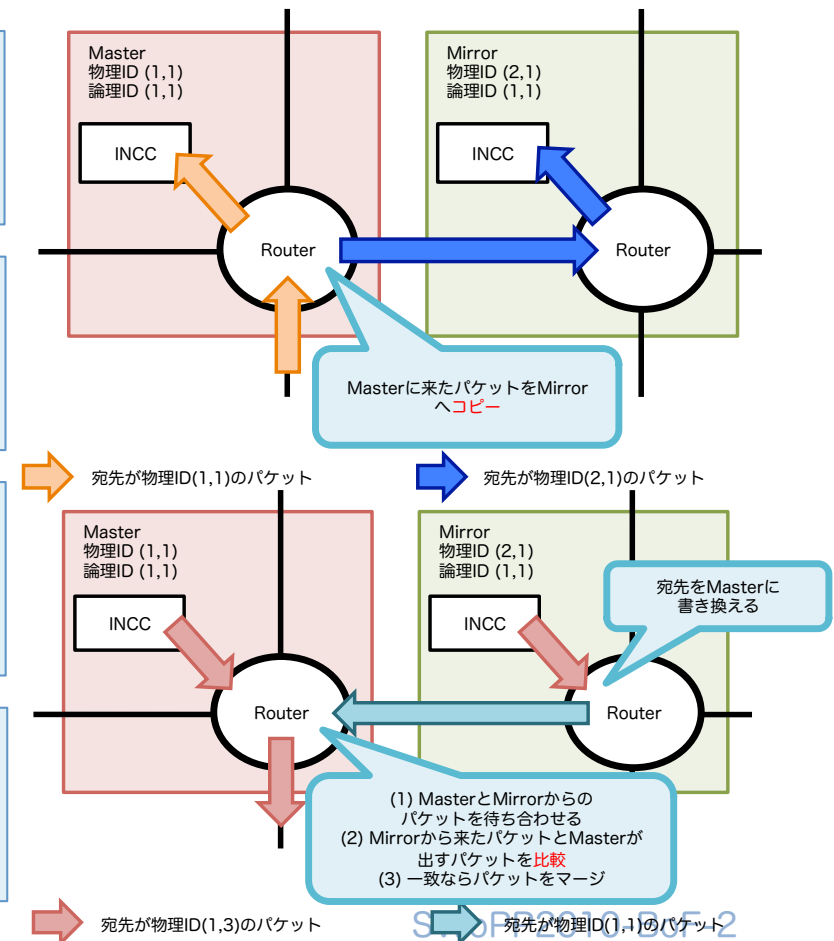 Master
物理ID (1,1)
論理ID (1,1)
INCC
Router
Mirror
物理ID (2,1)
論理ID (1,1)
INCC
Router
Masterに来たパケットをMirror
へコピー
宛先が物理ID(1,1)のパケット
宛先が物理ID(2,1)のパケット
Master
物理ID (1,1)
論理ID (1,1)
INCC
Router
Mirror
物理ID (2,1)
論理ID (1,1)
INCC
Router
宛先をMasterに
書き換える
(1) MasterとMirrorからの
パケットを待ち合わせる
(2) Mirrorから来たパケットとMasterが
出すパケットを比較
(3) 一致ならパケットをマージ
宛先が物理ID(1,3)のパケット
宛先が物理ID(1,1)のパケット